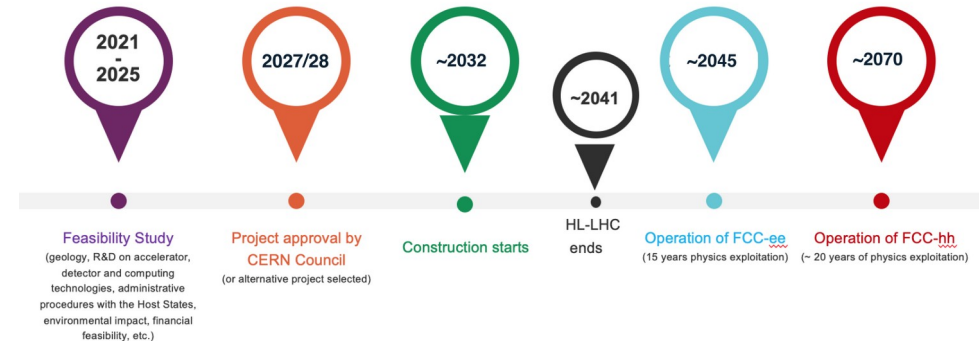 2021
-
2025
2027/28
~2032
~2041
~2045
~2070
Feasibility Study
(geology, R&D on accelerator,
detector and computing
technologies, administrative
procedures with the Host States,
environmental impact, financial
feasibility, etc.)
Project approval by
CERN Council
(or alternative project selected)
Construction starts
HL-LHC
ends
Operation of FCC-ee
(15 years physics exploitation)
Operation of FCC-hh
(~ 20 years of physics exploitation)